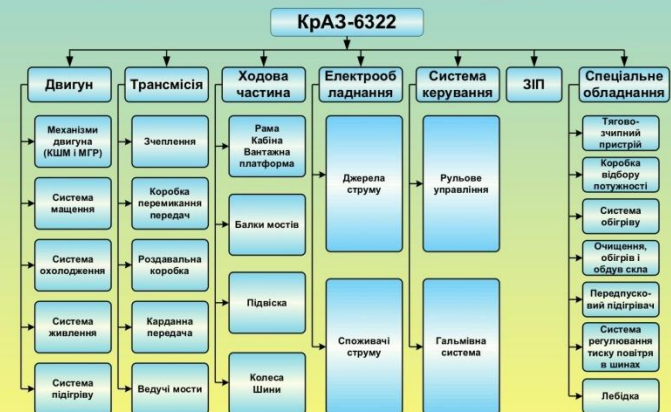 КрАЗ-6322
Двигун
Трансмісія
Ходова
частина
Електрооб
ладнання
Система
керування
ЗІП
Спеціальне
обладнання
Механізми
двигуна
(КШМ і МГР)
Система
мащення
Система
охолодження
Система
живлення
Система
підігріву
Зчеплення
Коробка
перемикання
передач
Роздавальна
коробка
Карданна
передача
Ведучі мости
Рама
Кабіна
Вантажна
платформа
Балки мостів
Підвіска
Колеса
Шини
Джерела
струму
Споживачі
струму
Рульове
управління
Гальмівна
система
Тягово-
зчипний
пристрій
Коробка
відбору
потужності
Система
обігріву
Очищення,
обігрів і
обдув скла
Передпуско-
вий підігрівач
Система
регулювання
тиску повітря
в шинах
Лебідка